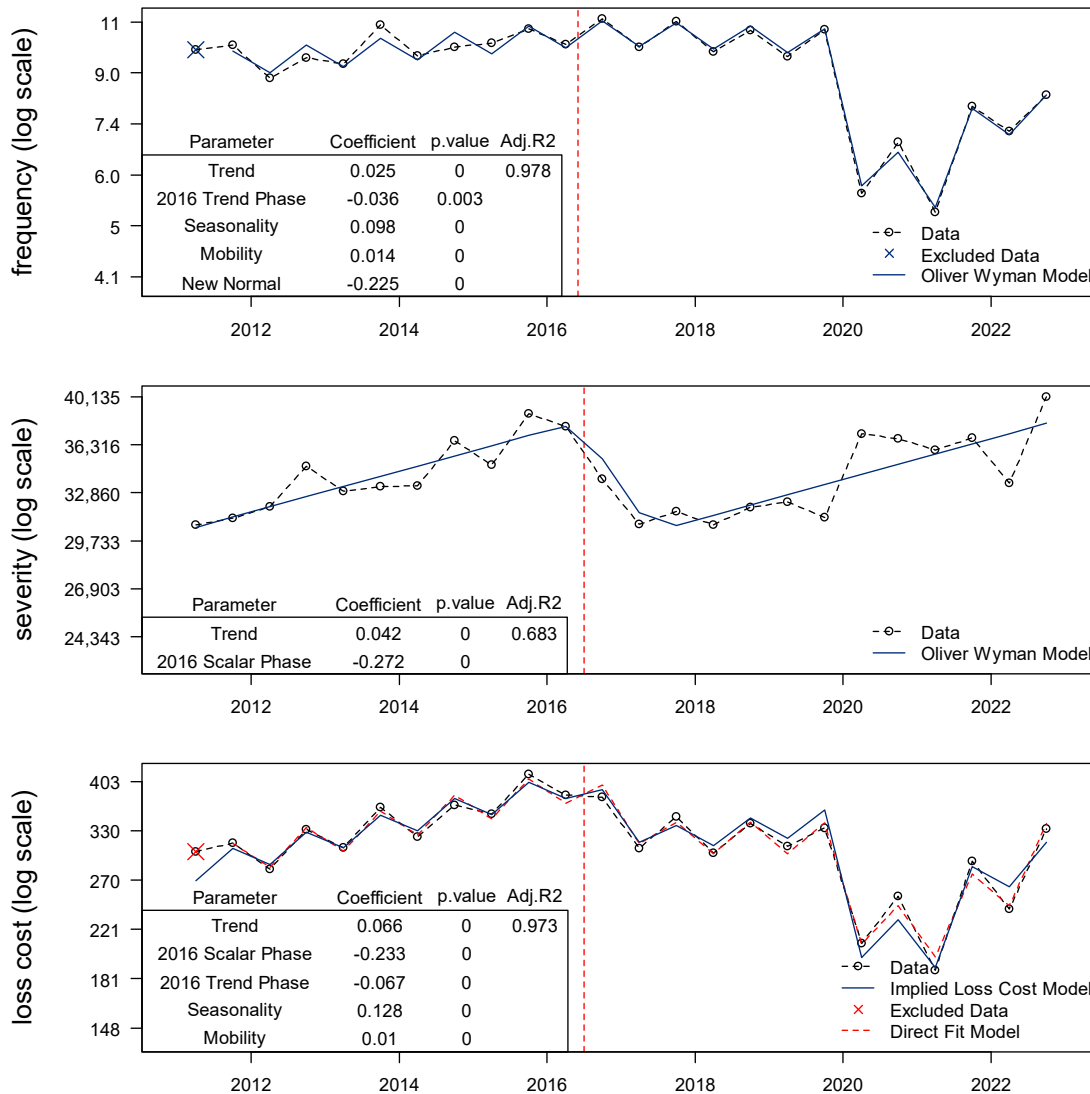 frequency (log scale)
11
9.0
7.4
6.0
5
4.1
Parameter Coefficient p.value Adj.R2
Trend 0.025 0 0.978
2016 Trend Phase -0.036 0.003
Seasonality 0.098 0
Mobility 0.014 0
New Normal -0.225 0
Data
Excluded Data
Oliver Wyman Model
2012 2014 2016 2018 2020 2022
severity (log scale)
40,135
36,316
32,860
29,733
26,903
24,343
Parameter Coefficient p.value Adj.R2
Trend 0.042 0 0.683
2016 Scalar Phase -0.272 0
Data
Oliver Wyman Model
2012 2014 2016 2018 2020 2022
loss cost (log scale)
403
330
270
221
181
148
Parameter Coefficient p.value Adj.R2
Trend 0.066 0 0.973
2016 Scalar Phase -0.233 0
2016 Trend Phase -0.067 0
Seasonality 0.128 0
Mobility 0.01 0
Data
Implied Loss Cost Model
Excluded Data
Direct Fit Model
2012 2014 2016 2018 2020 2022